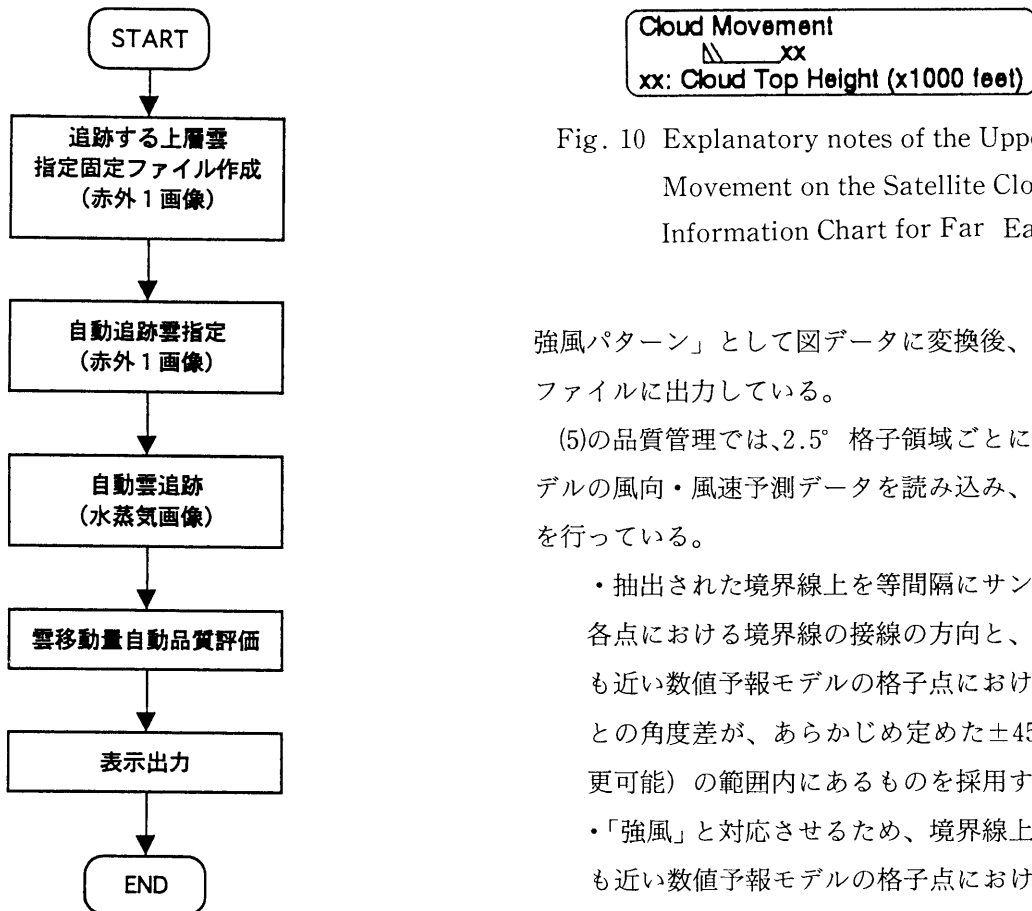 START
追跡する上層雲
指定固定ファイル作成
(赤外1画像)
自動追跡雲指定
(赤外1画像)
自動雲追跡
(水蒸気画像)
雲移動量自動品質評価
表示出力
END
Cloud Movement
xx
xx: Cloud Top Height (x1000 feet)
Fig. 10 Explanatory notes of the Uppe
Movement on the Satellite Clo
Information Chart for Far Ea
強風パターン」として図データに変換後、
ファイルに出力している。
(5)の品質管理では、2.5° 格子領域ごとに
デルの風向・風速予測データを読み込み、
を行っている。
・抽出された境界線上を等間隔にサン
各点における境界線の接線の方向と、
も近い数値予報モデルの格子点におけ
との角度差が、あらかじめ定めた±45
更可能）の範囲内にあるものを採用す
・「強風」と対応させるため、境界線上
も近い数値予報モデルの格子点におけ